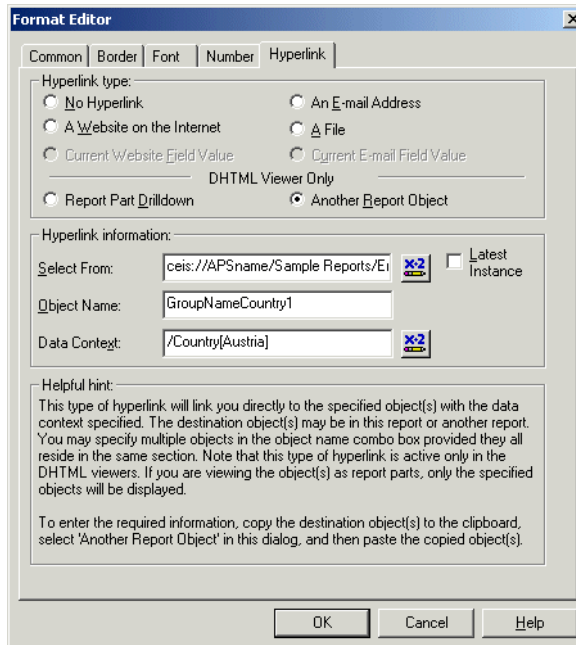 Format Editor
Common Border Font Number Hyperlink
Hyperlink type:
No Hyperlink An E-mail Address
A Website on the Internet A File
Current Website Field Value Current E-mail Field Value
DHTML Viewer Only
Report Part Drilldown Another Report Object
Hyperlink information:
Select From: ceis://APSname/Sample Reports/ X·2 Latest
Instance
Object Name: GroupNameCountry1
Data Context: /Country[Austria] X·2
Helpful hint:
This type of hyperlink will link you directly to the specified object(s) with the data
context specified. The destination object(s) may be in this report or another report.
You may specify multiple objects in the object name combo box provided they all
reside in the same section. Note that this type of hyperlink is active only in the
DHTML viewers. If you are viewing the object(s) as report parts, only the specified
objects will be displayed.
To enter the required information, copy the destination object(s) to the clipboard,
select 'Another Report Object' in this dialog, and then paste the copied object(s).
OK Cancel Help